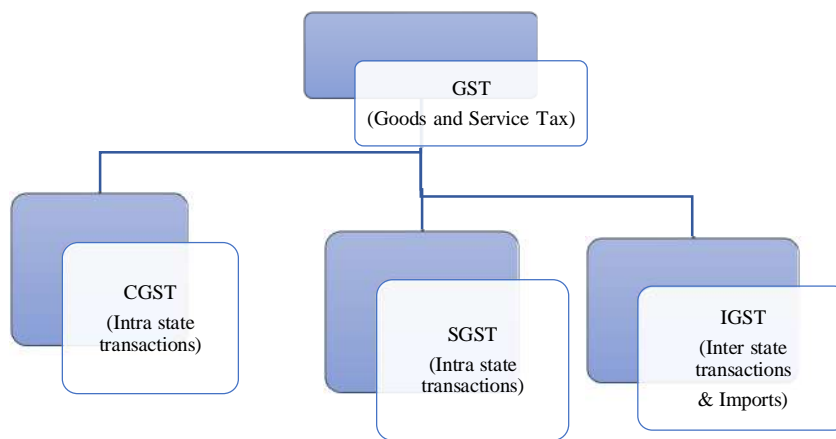 GST
(Goods and Service Tax)
CGST
(Intra state
transactions)
SGST
(Intra state
transactions)
IGST
(Inter state
transactions
& Imports)